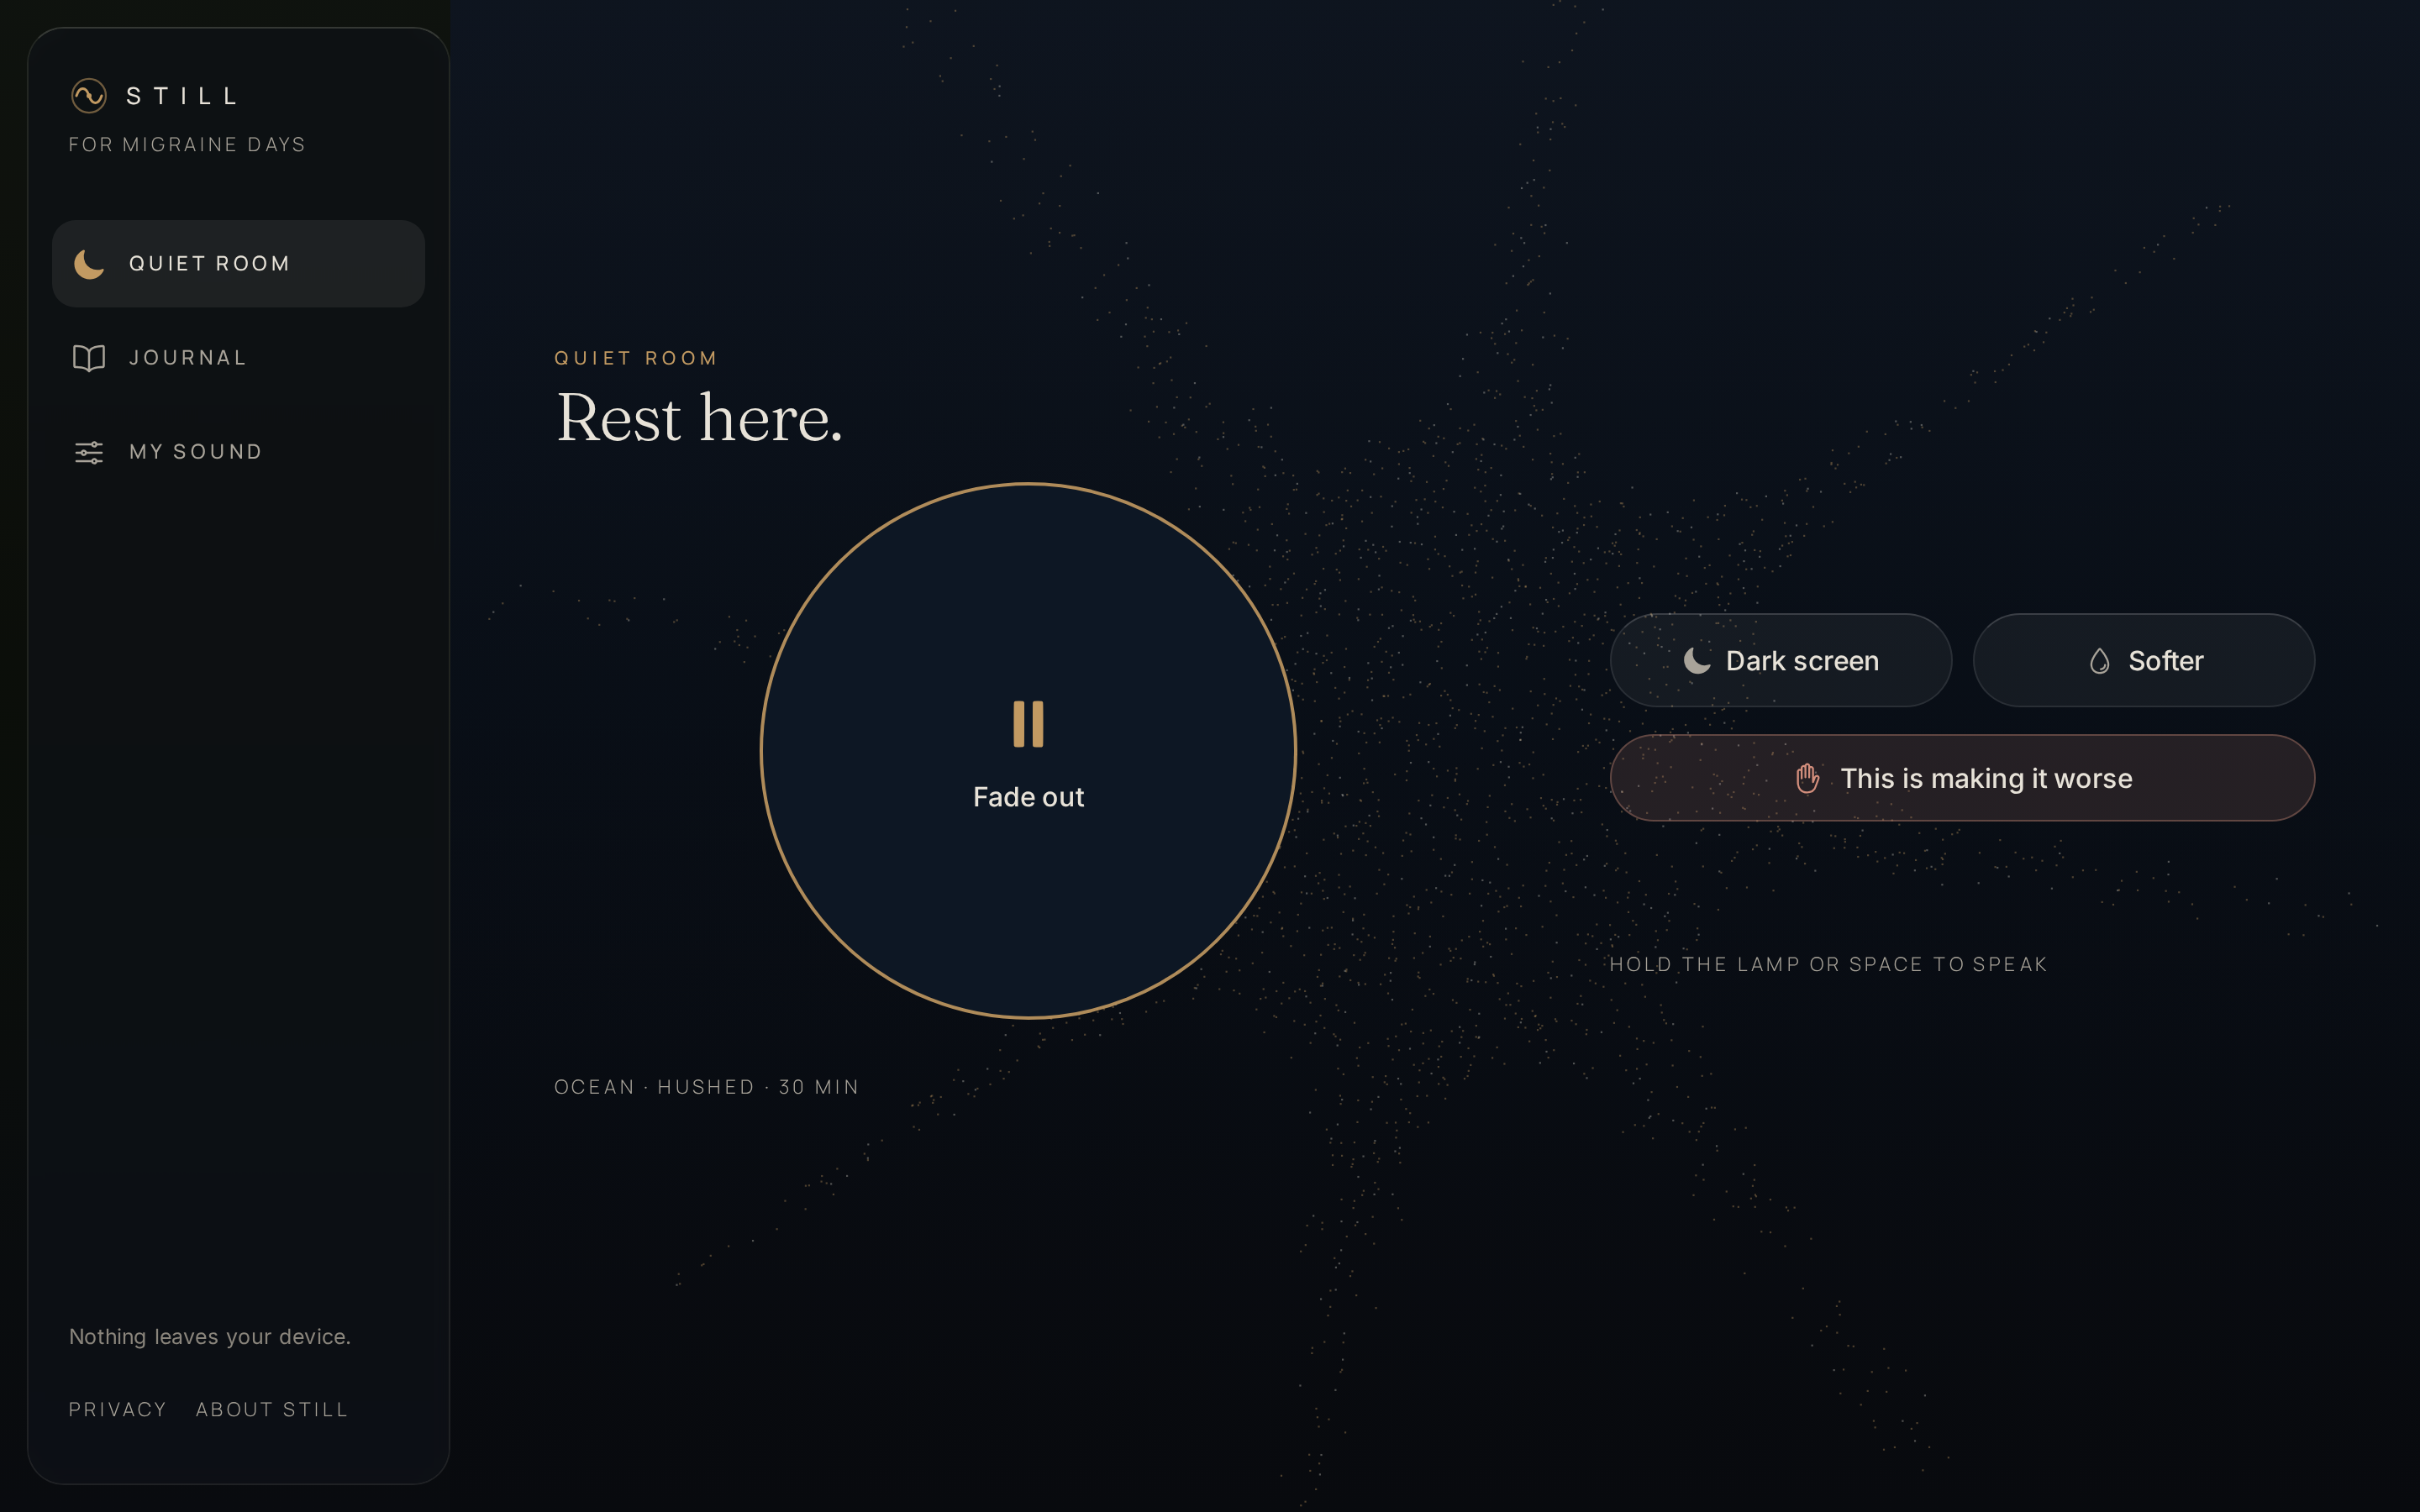 STILL
FOR MIGRAINE DAYS
QUIET ROOM
JOURNAL
MY SOUND
Nothing leaves your device.
PRIVACY ABOUT STILL
QUIET ROOM
Rest here.
Fade out
OCEAN · HUSHED · 30 MIN
Dark screen Softer
This is making it worse
HOLD THE LAMP OR SPACE TO SPEAK